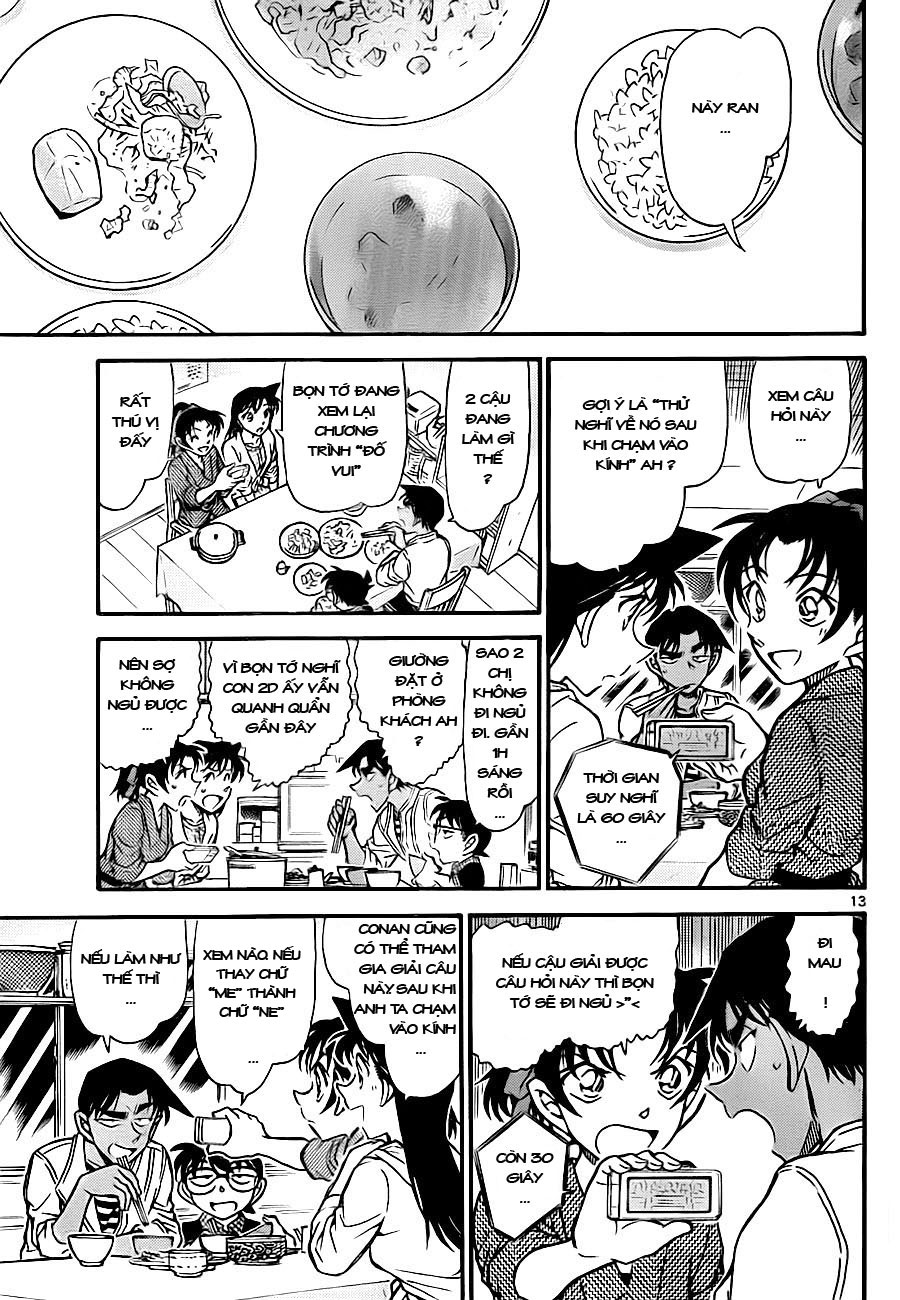 NÀY RAN
...
XEM CÂU
HỎI NÀY
...
GỢI Ý LÀ "THỬ
NGHĨ VỀ NÓ SAU
KHI CHẠM VÀO
KÍNH" AH ?
THỜI GIAN
SUY NGHĨ
LÀ 60 GIÂY
...
2 CẬU
ĐANG
LÀM GÌ
THẾ
?
BỌN TỚ ĐANG
XEM LẠI
CHƯƠNG
TRÌNH "ĐỐ
VUI"
RẤT
THÚ VỊ
ĐẤY
SAO 2
CHỊ
KHÔNG
ĐI NGỦ
ĐI. GẦN
1H
SÁNG
RỒI
...
GIƯỜNG
ĐẶT Ở
PHÒNG
KHÁCH AH
?
VÌ BỌN TỚ NGHĨ
CON 2D ẤY VẪN
QUANH QUẨN
GẦN ĐÂY
NÊN SỢ
KHÔNG
NGỦ ĐƯỢC
...
13
ĐI
MAU
!
NẾU CẬU GIẢI ĐƯỢC
CÂU HỎI NÀY THÌ BỌN
TỚ SẼ ĐI NGỦ >"<
CÒN 30
GIÂY
...
CONAN CŨNG
CÓ THỂ THAM
GIA GIẢI CÂU
NÀY SAU KHI
ANH TA CHẠM
VÀO KÍNH
...
XEM NÀO. NẾU
THAY CHỮ
"ME" THÀNH
CHỮ "NE"
...
NẾU LÀM NHƯ
THẾ THÌ
...